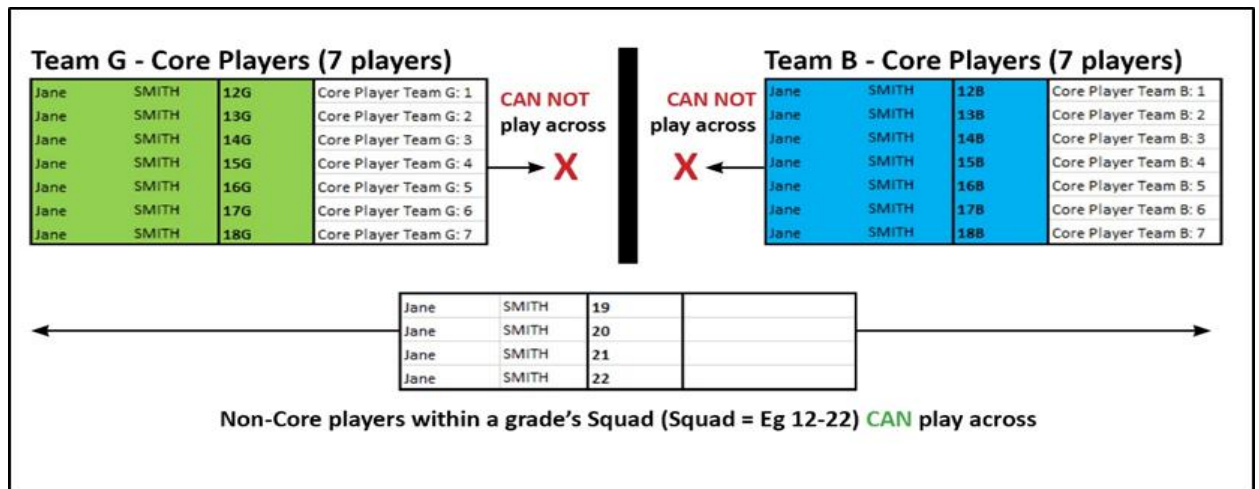 Team G - Core Players (7 players)
Jane SMITH 12G Core Player Team G: 1
Jane SMITH 13G Core Player Team G: 2
Jane SMITH 14G Core Player Team G: 3
Jane SMITH 15G Core Player Team G: 4
Jane SMITH 16G Core Player Team G: 5
Jane SMITH 17G Core Player Team G: 6
Jane SMITH 18G Core Player Team G: 7
CAN NOT
play across
X
Team B - Core Players (7 players)
CAN NOT
play across
X
Jane SMITH 12B Core Player Team B: 1
Jane SMITH 13B Core Player Team B: 2
Jane SMITH 14B Core Player Team B: 3
Jane SMITH 15B Core Player Team B: 4
Jane SMITH 16B Core Player Team B: 5
Jane SMITH 17B Core Player Team B: 6
Jane SMITH 18B Core Player Team B: 7
Jane SMITH 19
Jane SMITH 20
Jane SMITH 21
Jane SMITH 22
Non-Core players within a grade's Squad (Squad = Eg 12-22) CAN play across